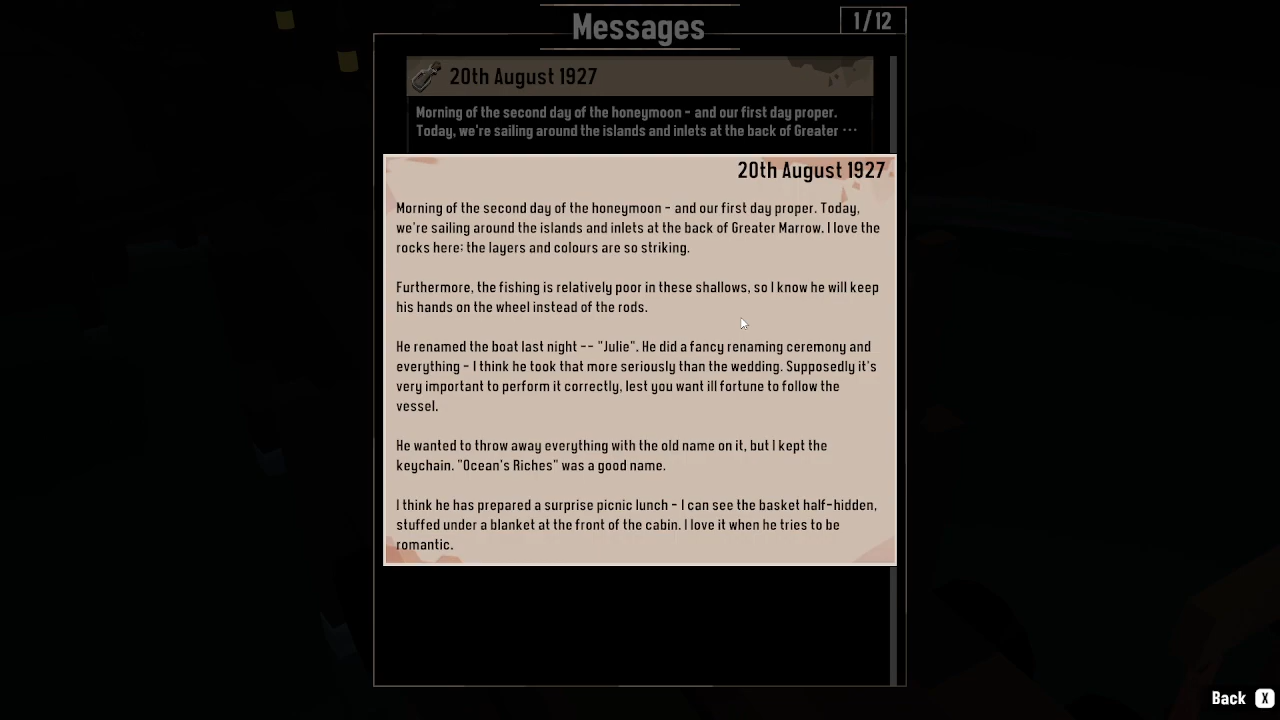 Messages
1/12
20th August 1927
Morning of the second day of the honeymoon - and our first day proper.
Today, we're sailing around the islands and inlets at the back of Greater ...
20th August 1927
Morning of the second day of the honeymoon - and our first day proper. Today,
we're sailing around the islands and inlets at the back of Greater Marrow. I love the
rocks here: the layers and colours are so striking.
Furthermore, the fishing is relatively poor in these shallows, so I know he will keep
his hands on the wheel instead of the rods.
He renamed the boat last night -- "Julie". He did a fancy renaming ceremony and
everything - I think he took that more seriously than the wedding. Supposedly it's
very important to perform it correctly, lest you want ill fortune to follow the
vessel.
He wanted to throw away everything with the old name on it, but I kept the
keychain. "Ocean's Riches" was a good name.
I think he has prepared a surprise picnic lunch - I can see the basket half-hidden,
stuffed under a blanket at the front of the cabin. I love it when he tries to be
romantic.
Back X